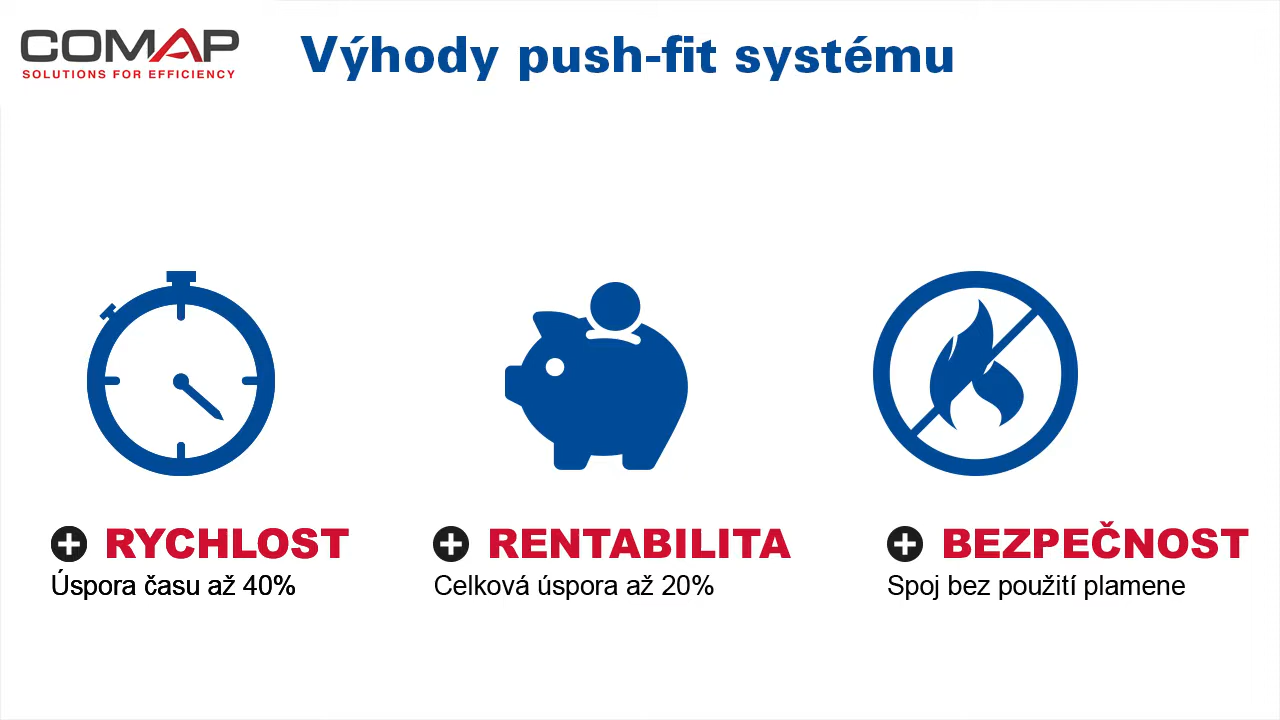 COMAP
SOLUTIONS FOR EFFICIENCY
Výhody push-fit systému
RYCHLOST
Úspora času až 40%
RENTABILITA
Celková úspora až 20%
BEZPEČNOST
Spoj bez použití plamene